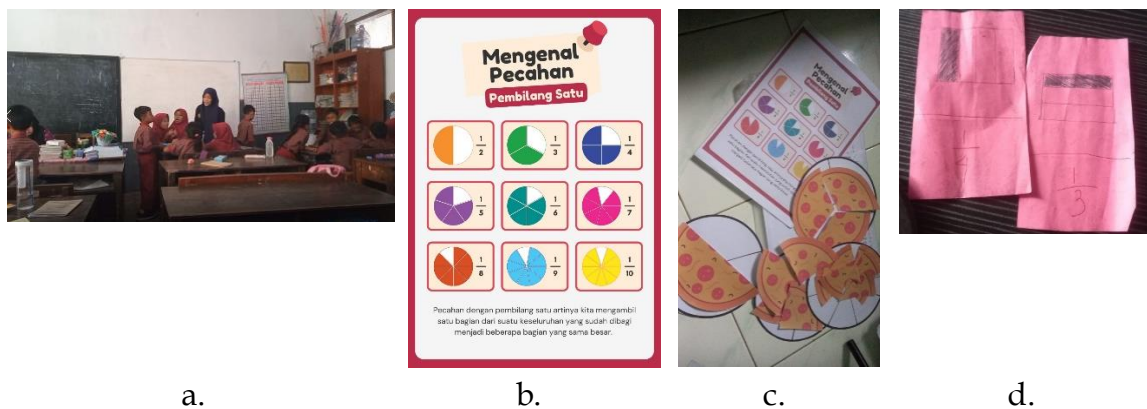 Mengenal
Pecahan
Pembilang Satu
1/2
1/3
1/4
1/5
1/6
1/7
1/8
1/9
1/10
Pecahan dengan pembilang satu artinya kita mengambil
satu bagian dari suatu keseluruhan yang sudah dibagi
menjadi beberapa bagian yang sama besar.
Mengenal
Pecahan
1
3
a.
b.
c.
d.